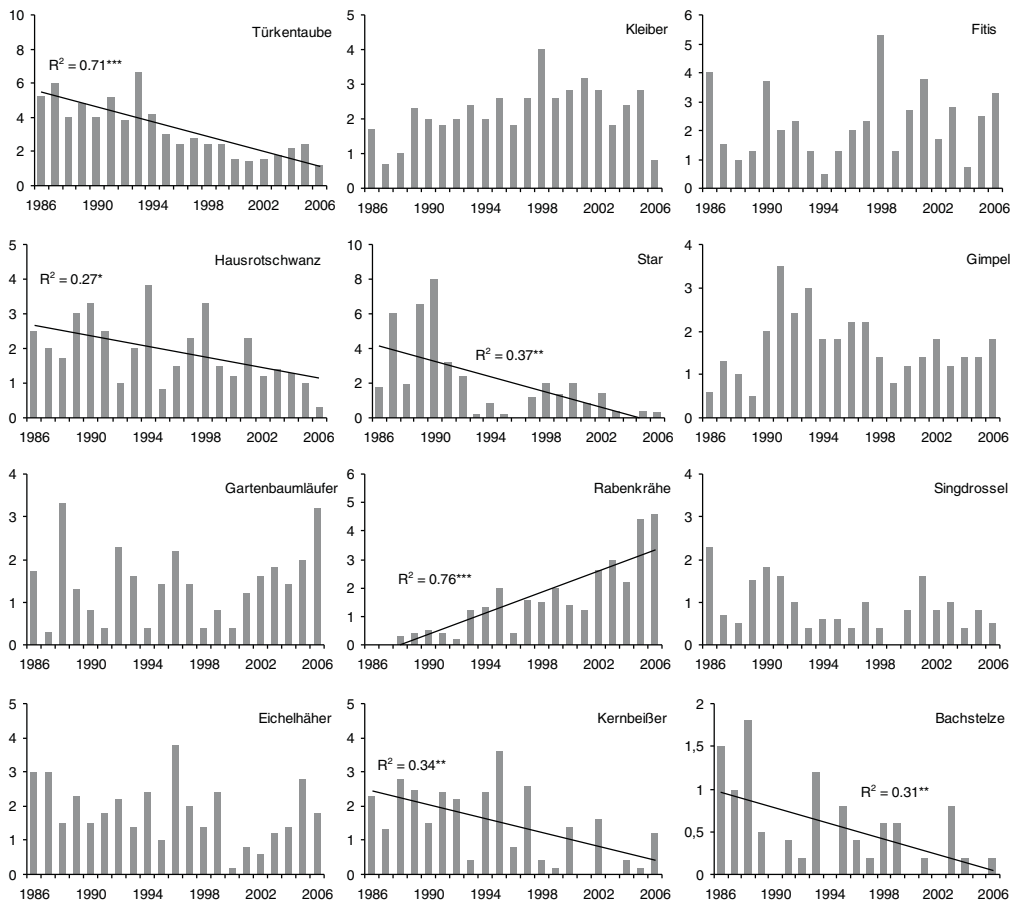 Türkentaube
R² = 0.71***
10
8
6
4
2
0
1986 1990 1994 1998 2002 2006
Kleiber
5
4
3
2
1
0
1986 1990 1994 1998 2002 2006
Fitis
6
5
4
3
2
1
0
1986 1990 1994 1998 2002 2006
Hausrotschwanz
R² = 0.27*
5
4
3
2
1
0
1986 1990 1994 1998 2002 2006
Star
R² = 0.37**
10
8
6
4
2
0
1986 1990 1994 1998 2002 2006
Gimpel
4
3
2
1
0
1986 1990 1994 1998 2002 2006
Gartenbaumläufer
4
3
2
1
0
1986 1990 1994 1998 2002 2006
Rabenkrähe
R² = 0.76***
6
5
4
3
2
1
0
1986 1990 1994 1998 2002 2006
Singdrossel
4
3
2
1
0
1986 1990 1994 1998 2002 2006
Eichelhäher
5
4
3
2
1
0
1986 1990 1994 1998 2002 2006
Kernbeißer
R² = 0.34**
5
4
3
2
1
0
1986 1990 1994 1998 2002 2006
Bachstelze
R² = 0.31**
2
1,5
1
0,5
0
1986 1990 1994 1998 2002 2006